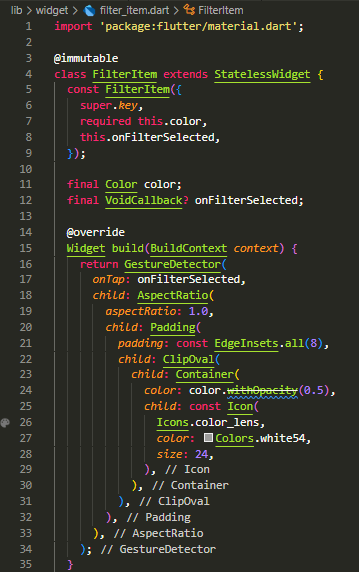 lib > widget > filter_item.dart > FilterItem
1 import 'package:flutter/material.dart';
2
3 @immutable
4 class FilterItem extends StatelessWidget {
5   const FilterItem({
6     super.key,
7     required this.color,
8     this.onFilterSelected,
9   });
10
11   final Color color;
12   final VoidCallback? onFilterSelected;
13
14   @override
15   Widget build(BuildContext context) {
16     return GestureDetector(
17       onTap: onFilterSelected,
18       child: AspectRatio(
19         aspectRatio: 1.0,
20         child: Padding(
21           padding: const EdgeInsets.all(8),
22           child: ClipOval(
23             child: Container(
24               color: color.withOpacity(0.5),
25               child: const Icon(
26                 Icons.color_lens,
27                 color: Colors.white54,
28                 size: 24,
29               ), // Icon
30             ), // Container
31           ), // ClipOval
32         ), // Padding
33       ), // AspectRatio
34     ); // GestureDetector
35   }